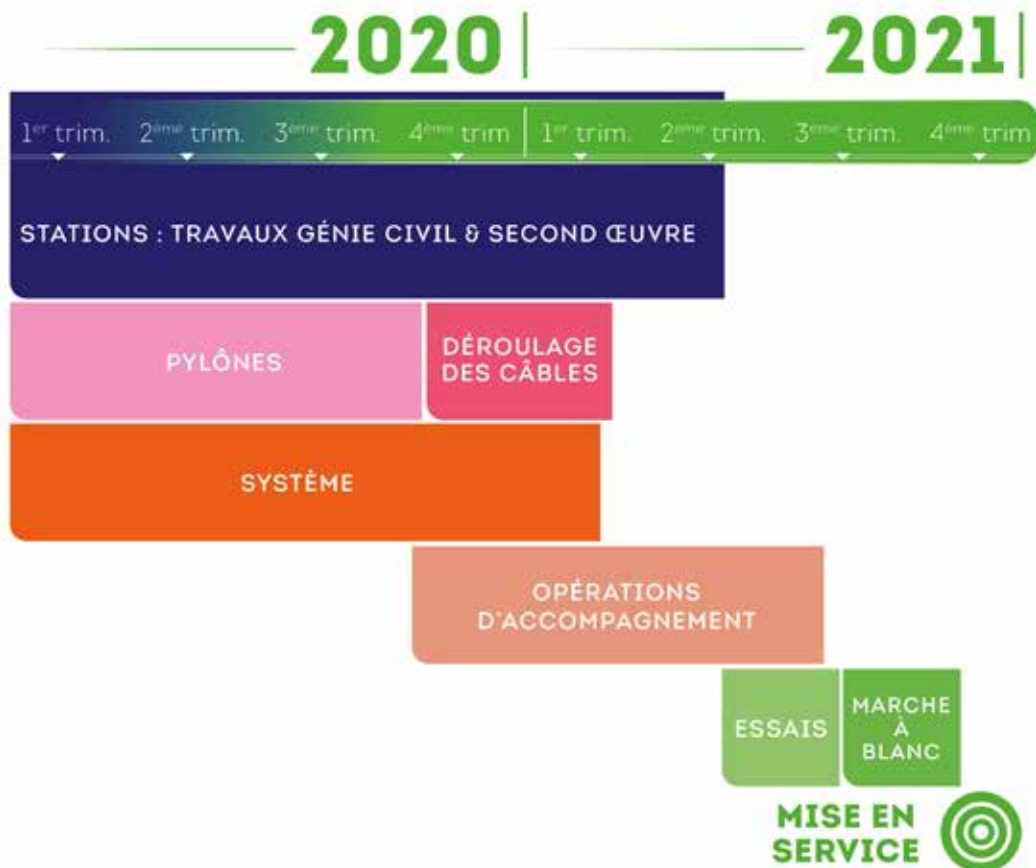 2020 2021
1er trim. 2ème trim. 3ème trim. 4ème trim 1er trim. 2ème trim. 3ème trim. 4ème trim
STATIONS : TRAVAUX GÉNIE CIVIL & SECOND ŒUVRE
PYLÔNES
DÉROULAGE
DES CÂBLES
SYSTÈME
OPÉRATIONS
D'ACCOMPAGNEMENT
ESSAIS
MARCHE
À
BLANC
MISE EN
SERVICE